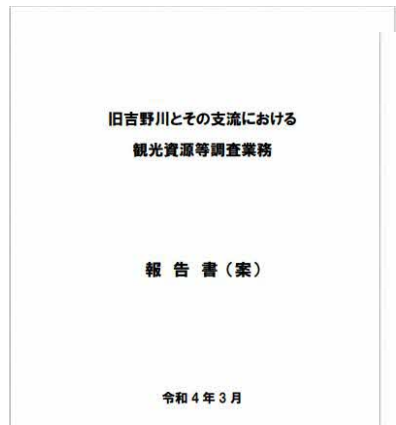 旧吉野川とその支流における
観光資源等調査業務
報 告 書（案）
令和４年３月